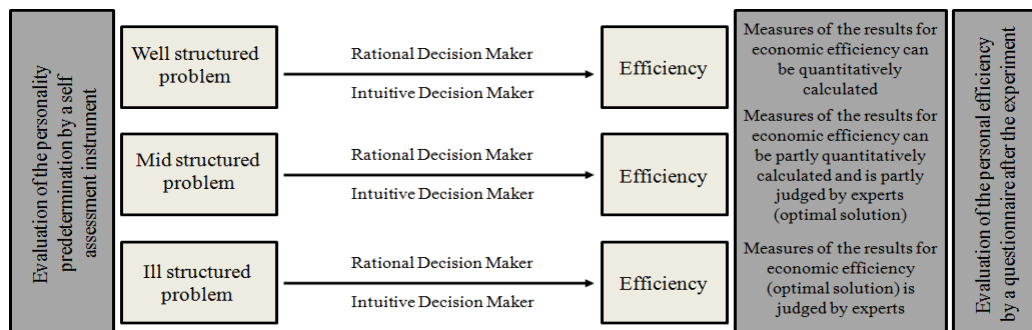 Evaluation of the personality
predetermination by a self
assessment instrument
Well structured
problem
Rational Decision Maker
Intuitive Decision Maker
Efficiency
Measures of the results for
economic efficiency can
be quantitatively
calculated
Mid structured
problem
Rational Decision Maker
Intuitive Decision Maker
Efficiency
Measures of the results for
economic efficiency can
be partly quantitatively
calculated and is partly
judged by experts
(optimal solution)
Ill structured
problem
Rational Decision Maker
Intuitive Decision Maker
Efficiency
Measures of the results for
economic efficiency
(optimal solution) is
judged by experts
Evaluation of the personal efficiency
by a questionnaire after the experiment